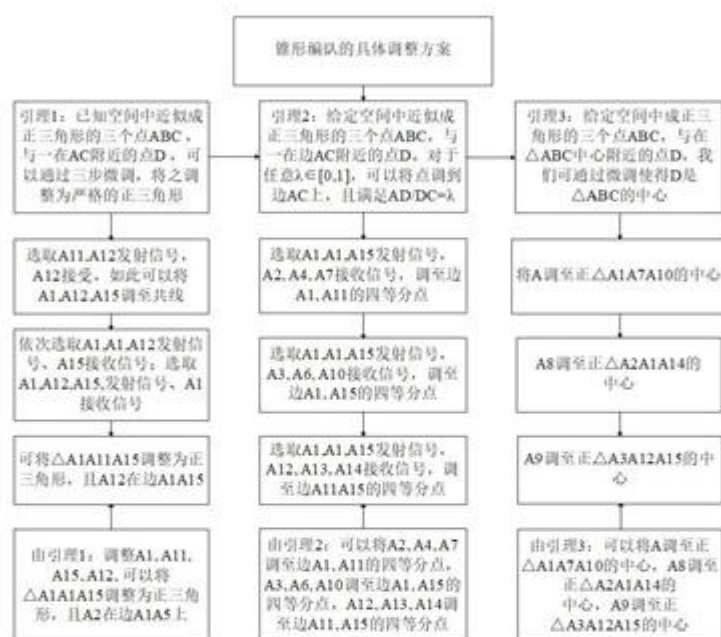 锥形编队的具体调整方案
引理1：已知空间中近似成
正三角形的三个点ABC，
与一在AC附近的点D，可
以通过三步微调，将之调
整为严格的正三角形
选取A11,A12发射信号，
A12接受，如此可以将
A1,A12,A15调至共线
依次选取A1,A1,A12发射信
号、A15接收信号；选取
A1,A12,A15,发射信号、A1
接收信号
可将△A1A11A15调整为正
三角形，且A12在边A1A15
由引理1：调整A1, A11,
A15, A12, 可以将
△A1A1A15调整为正三角
形，且A2在边A1A5上
引理2：给定空间中近似成
正三角形的三个点ABC，与
一在边AC附近的点D。对于
任意λ∈[0,1]，可以将点调到
边AC上，且满足AD/DC=λ
选取A1,A1,A15发射信号，
A2, A4, A7接收信号，调至边
A1, A11的四等分点
选取A1,A1,A15发射信号，
A3, A6, A10接收信号，调至
边A1, A15的四等分点
选取A1,A1,A15发射信号，
A12, A13, A14接收信号，调
至边A11A15的四等分点
由引理2：可以将A2, A4, A7
调至边A1, A11的四等分点，
A3, A6, A10调至边A1, A15的
四等分点，A12, A13, A14调
至边A11, A15的四等分点
引理3：给定空间中成正三
角形的三个点ABC，与在
△ABC中心附近的点D，我
们可通过微调使得D是
△ABC的中心
将A调至正△A1A7A10的中心
A8调至正△A2A1A14的
中心
A9调至正△A3A12A15的中
心
由引理3：可以将A调至正
△A1A7A10的中心，A8调至
正△A2A1A14的
中心，A9调至正
△A3A12A15的中心